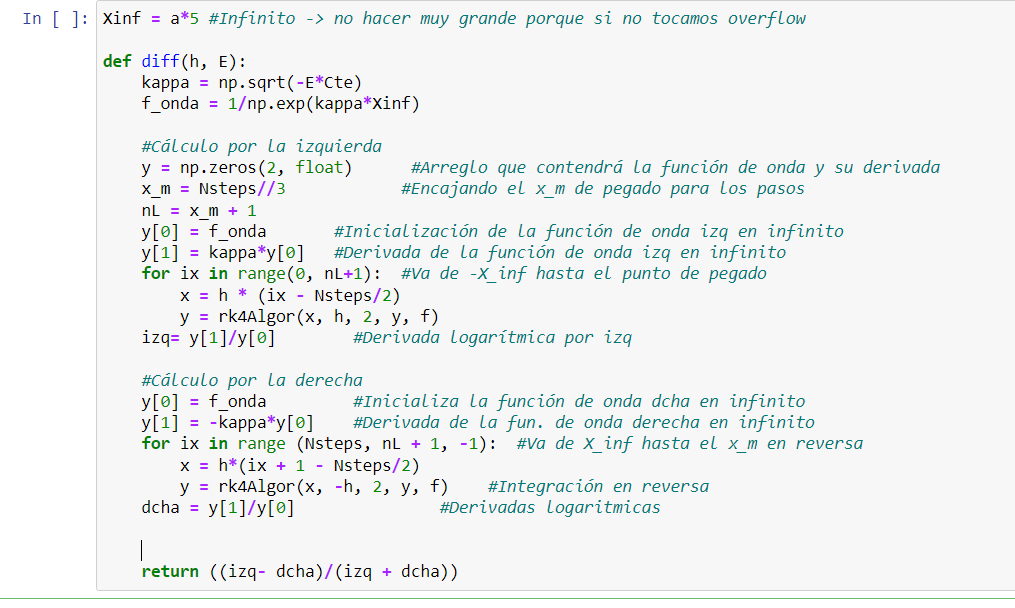 In [ ]: Xinf = a*5 #Infinito -> no hacer muy grande porque si no tocamos overflow
def diff(h, E):
    kappa = np.sqrt(-E*Cte)
    f_onda = 1/np.exp(kappa*Xinf)
    #Cálculo por la izquierda
    y = np.zeros(2, float)      #Arreglo que contendrá la función de onda y su derivada
    x_m = Nsteps//3            #Encajando el x_m de pegado para los pasos
    nL = x_m + 1
    y[0] = f_onda       #Inicialización de la función de onda izq en infinito
    y[1] = kappa*y[0]   #Derivada de la función de onda izq en infinito
    for ix in range(0, nL+1):  #Va de -X_inf hasta el punto de pegado
        x = h * (ix - Nsteps/2)
        y = rk4Algor(x, h, 2, y, f)
    izq= y[1]/y[0]        #Derivada logarítmica por izq
    #Cálculo por la derecha
    y[0] = f_onda         #Inicializa la función de onda dcha en infinito
    y[1] = -kappa*y[0]    #Derivada de la fun. de onda derecha en infinito
    for ix in range (Nsteps, nL + 1, -1):  #Va de X_inf hasta el x_m en reversa
        x = h*(ix + 1 - Nsteps/2)
        y = rk4Algor(x, -h, 2, y, f)    #Integración en reversa
    dcha = y[1]/y[0]               #Derivadas logarítmicas
    return ((izq- dcha)/(izq + dcha))